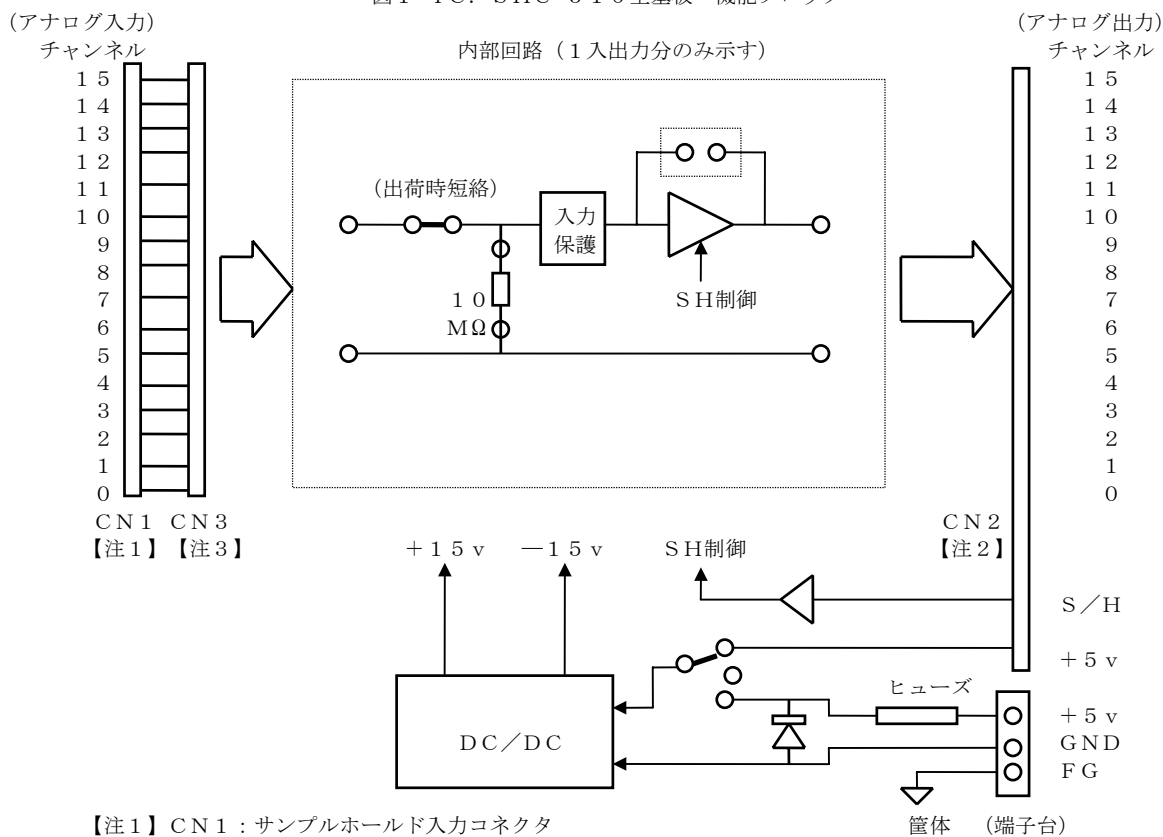 (アナログ入力)
チャンネル
15
14
13
12
11
10
9
8
7
6
5
4
3
2
1
0
CN1 CN3
【注1】【注3】
内部回路(1入出力分のみ示す)
(出荷時短絡)
入力
保護
10
MΩ
SH制御
(アナログ出力)
チャンネル
15
14
13
12
11
10
9
8
7
6
5
4
3
2
1
0
CN2
【注2】
+15v -15v SH制御
S/H
+5v
ヒューズ
+5v
DC/DC
GND
FG
【注1】CN1:サンプルホールド入力コネクタ
筐体 (端子台)